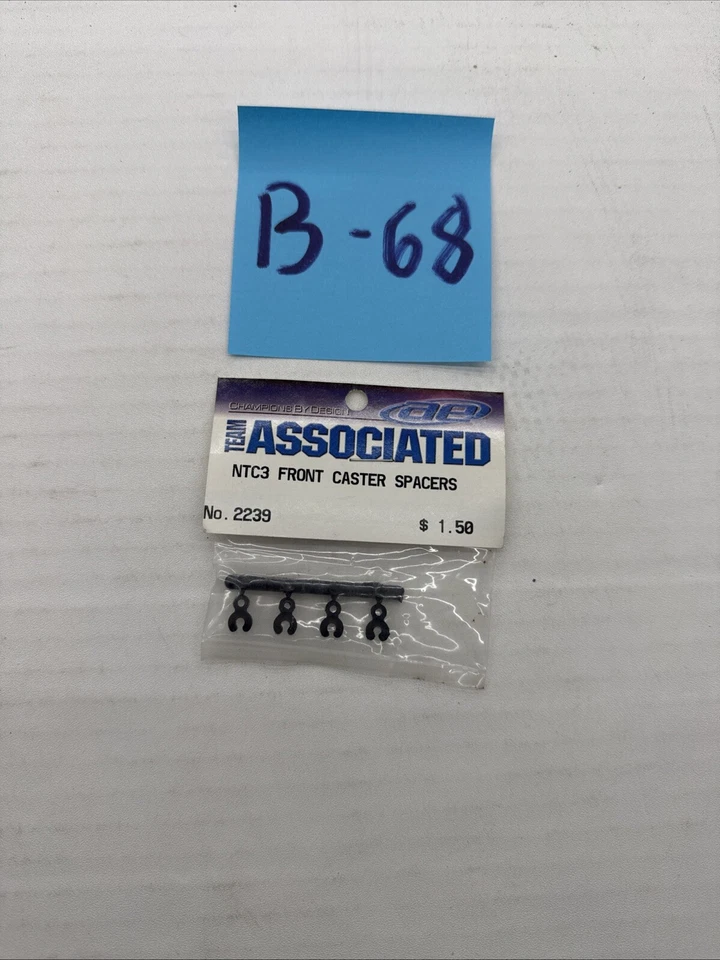 B-68
CHAMPIONS BY DESIGN
ae
TEAM
ASSOCIATED
NTC3 FRONT CASTER SPACERS
No. 2239
$ 1.50